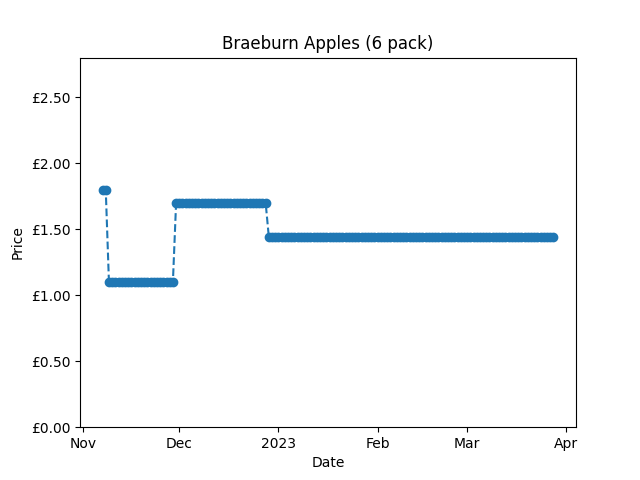 Braeburn Apples (6 pack)
£2.50
£2.00
£1.50
£1.00
£0.50
£0.00
Price
Nov Dec 2023 Feb Mar Apr
Date